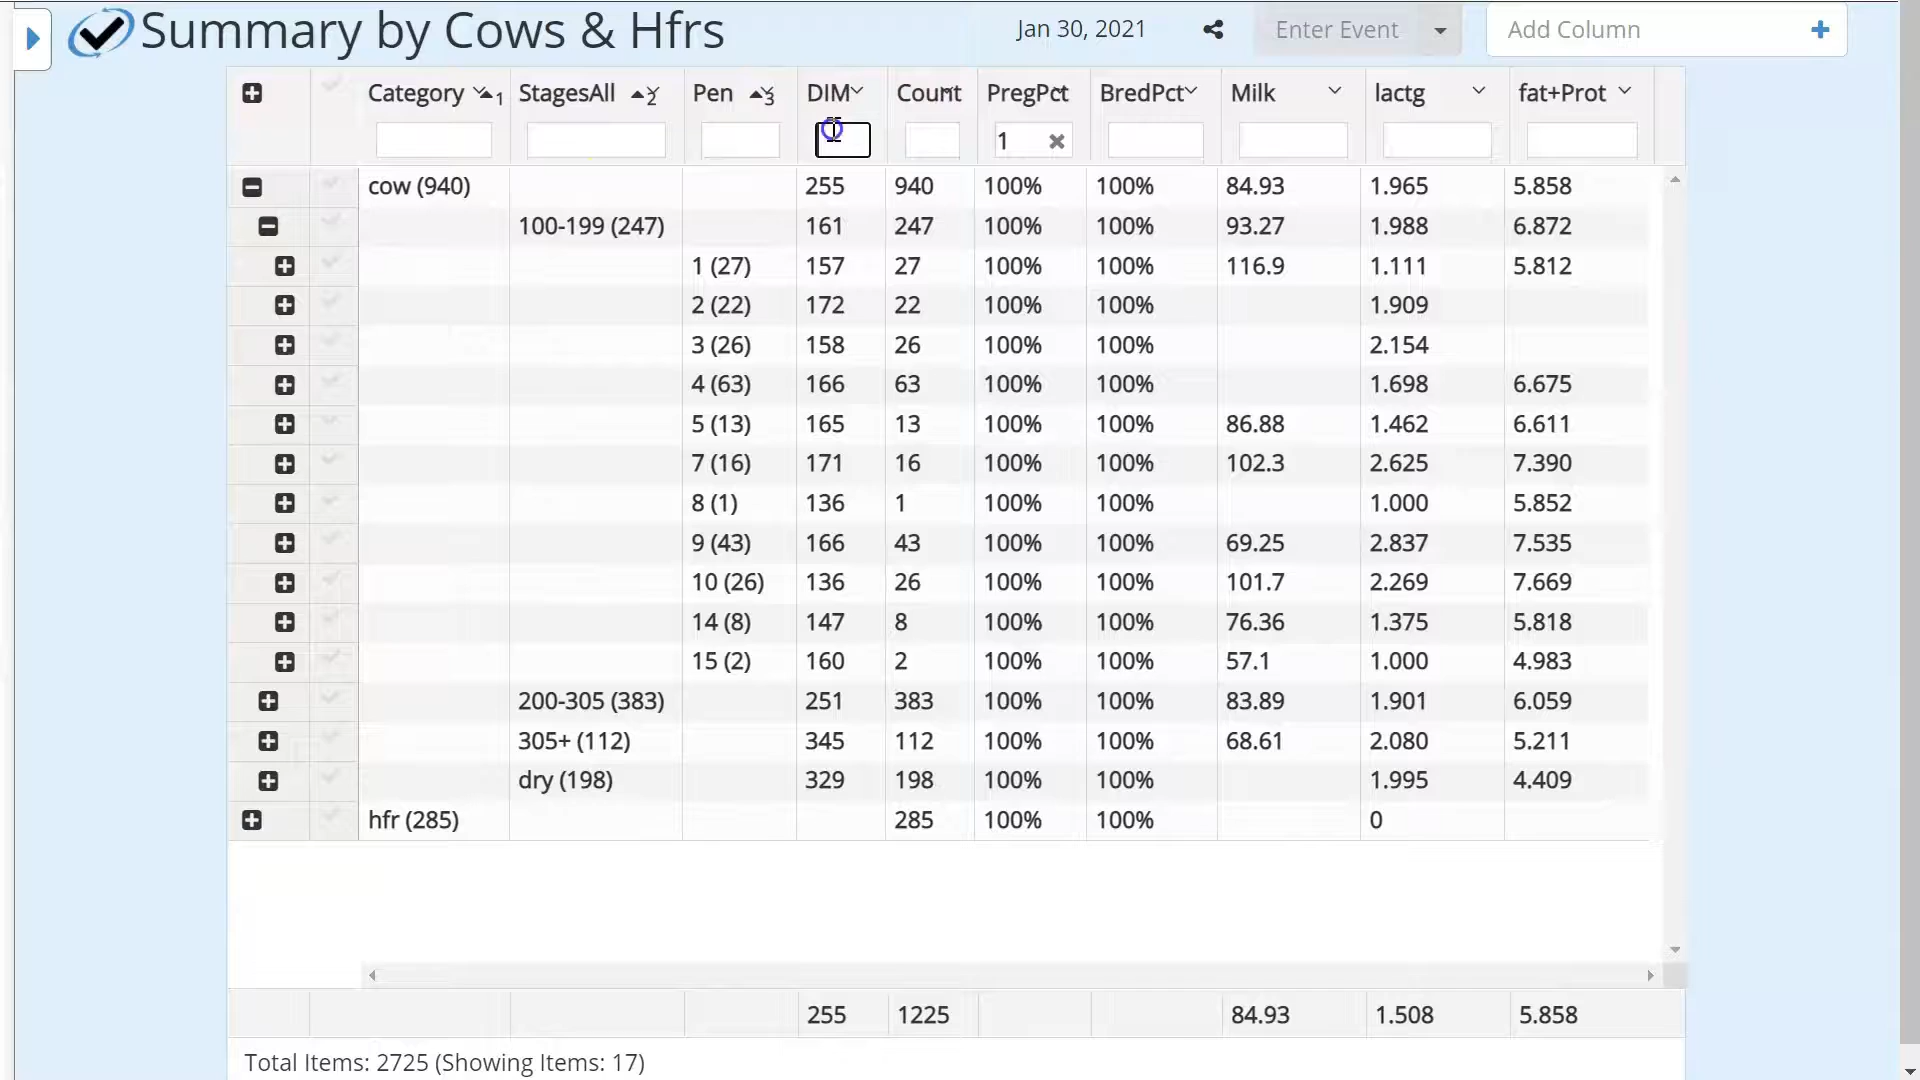 Summary by Cows & Hfrs Jan 30, 2021 Enter Event Add Column
Category 1 StagesAll 2 Pen 3 DIM Count PregPct BredPct Milk lactg fat+Prot
1
cow (940) 255 940 100% 100% 84.93 1.965 5.858
100-199 (247) 161 247 100% 100% 93.27 1.988 6.872
1 (27) 157 27 100% 100% 116.9 1.111 5.812
2 (22) 172 22 100% 100% 1.909
3 (26) 158 26 100% 100% 2.154
4 (63) 166 63 100% 100% 1.698 6.675
5 (13) 165 13 100% 100% 86.88 1.462 6.611
7 (16) 171 16 100% 100% 102.3 2.625 7.390
8 (1) 136 1 100% 100% 1.000 5.852
9 (43) 166 43 100% 100% 69.25 2.837 7.535
10 (26) 136 26 100% 100% 101.7 2.269 7.669
14 (8) 147 8 100% 100% 76.36 1.375 5.818
15 (2) 160 2 100% 100% 57.1 1.000 4.983
200-305 (383) 251 383 100% 100% 83.89 1.901 6.059
305+ (112) 345 112 100% 100% 68.61 2.080 5.211
dry (198) 329 198 100% 100% 1.995 4.409
hfr (285) 285 100% 100% 0
255 1225 84.93 1.508 5.858
Total Items: 2725 (Showing Items: 17)